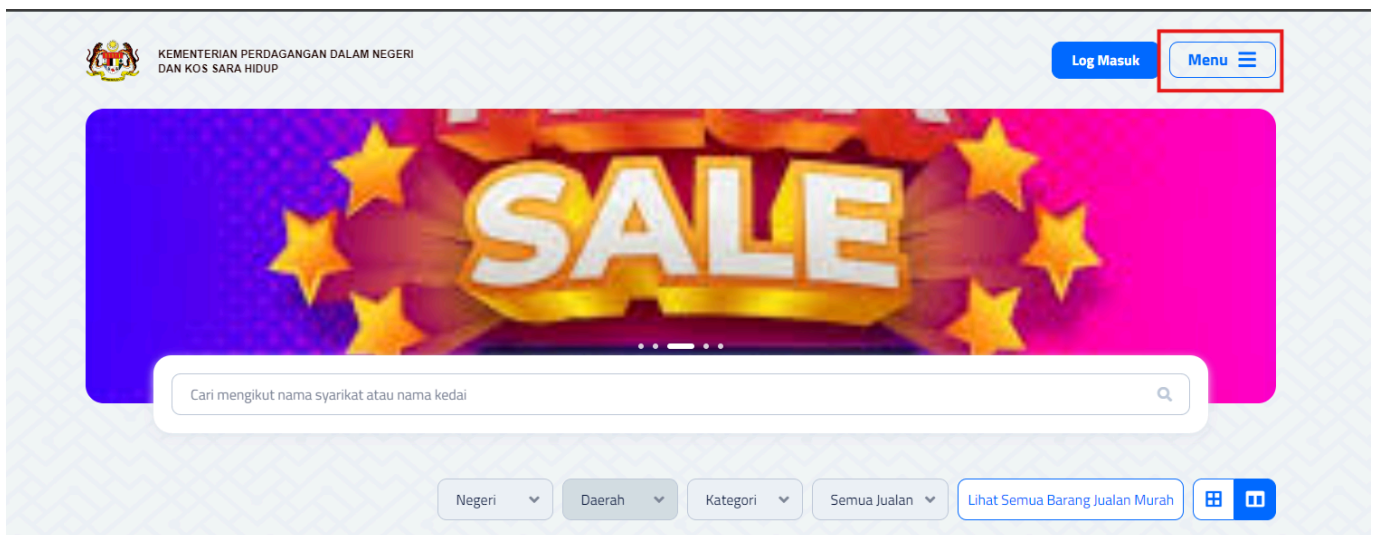 KEMENTERIAN PERDAGANGAN DALAM NEGERI
DAN KOS SARA HIDUP
Log Masuk
Menu
SALE
Cari mengikut nama syarikat atau nama kedai
Negeri
Daerah
Kategori
Semua Jualan
Lihat Semua Barang Jualan Murah